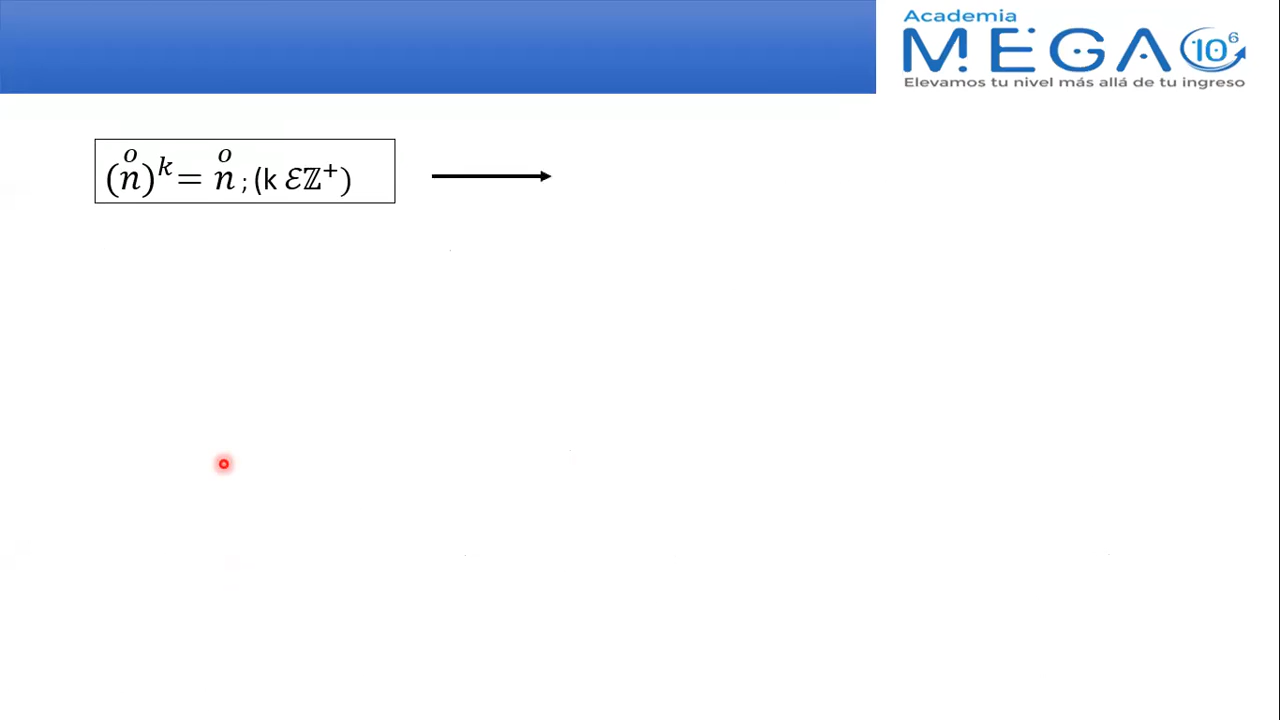 Academia
MEGA 10⁶
Elevamos tu nivel más allá de tu ingreso
(n̊)ᵏ= n̊ ; (k ℰℤ⁺)